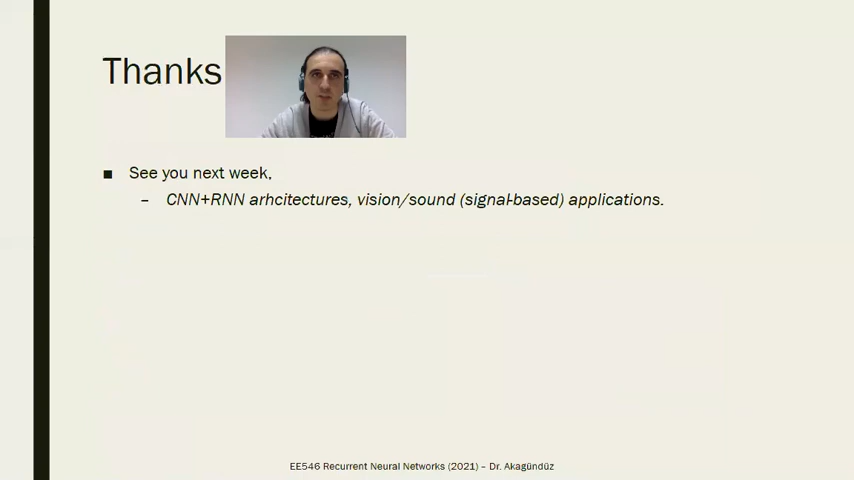 Thanks
■ See you next week,
– CNN+RNN arhcitectures, vision/sound (signal-based) applications.
EE546 Recurrent Neural Networks (2021) – Dr. Akagündüz